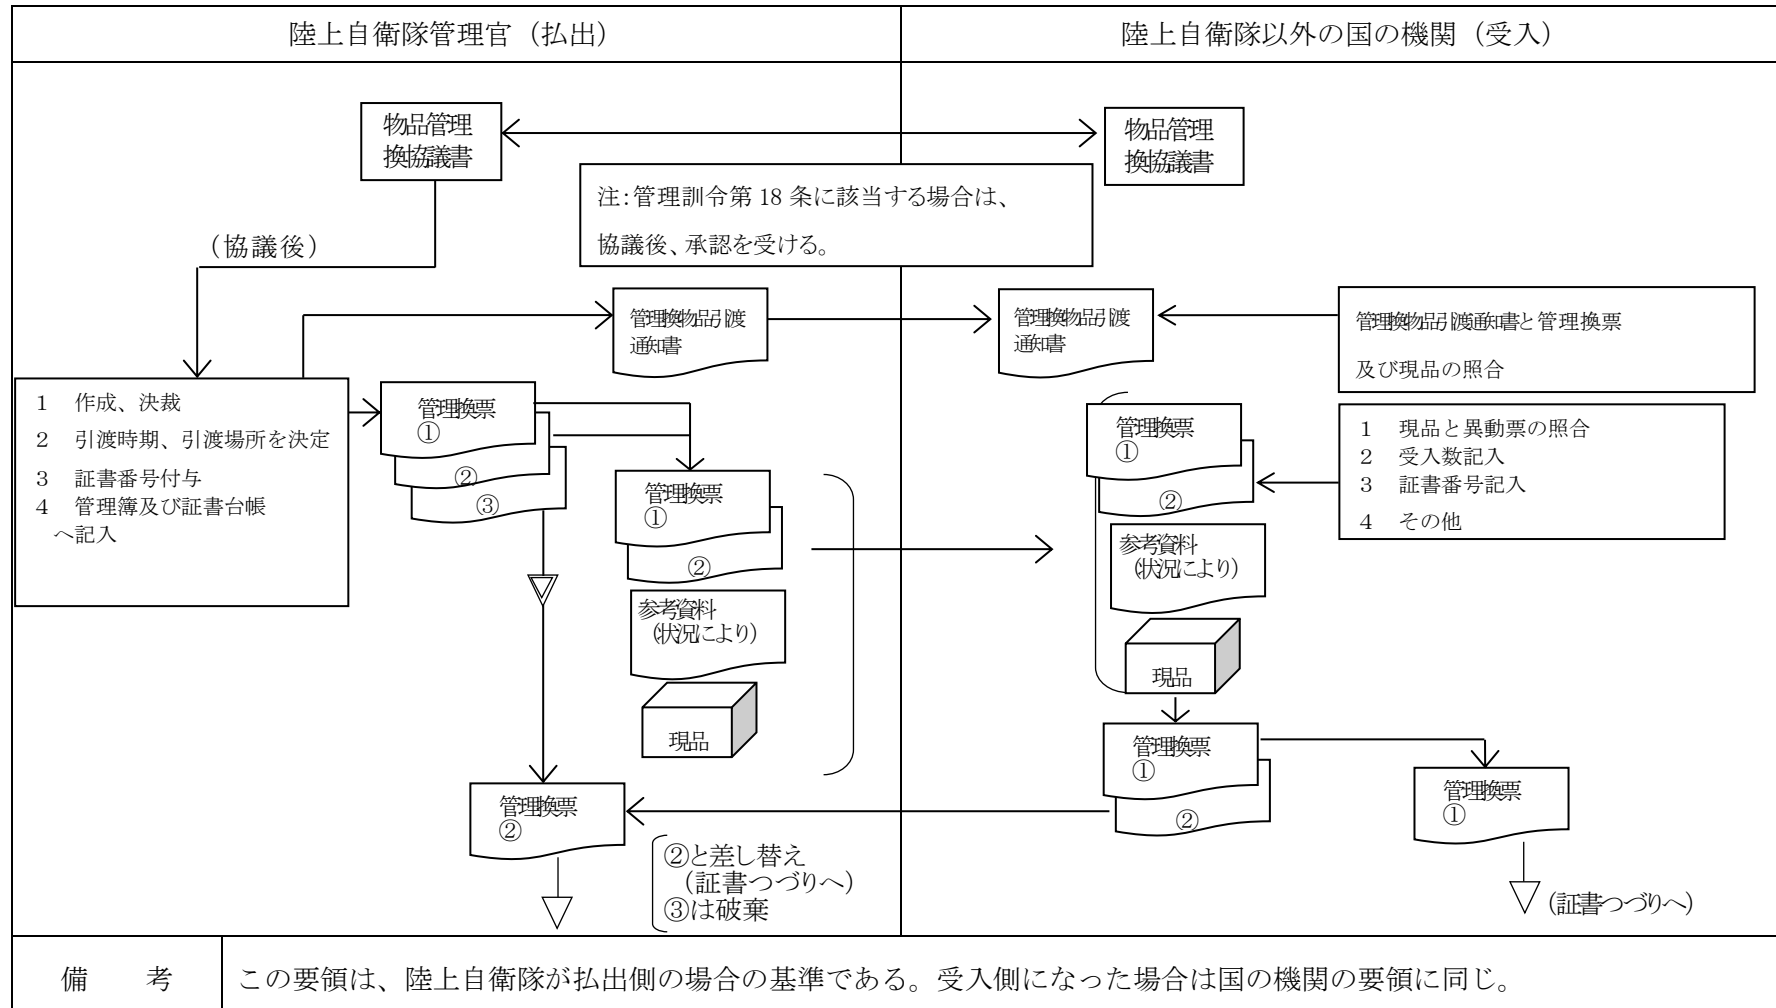 陸上自衛隊管理官（払出）
陸上自衛隊以外の国の機関（受入）
物品管理
換協議書
物品管理
換協議書
注：管理訓令第18条に該当する場合は、
協議後、承認を受ける。
（協議後）
管理換物品引渡
通知書
管理換物品引渡
通知書
管理換物品引渡通知書と管理換票
及び現品の照合
1　作成、決裁
2　引渡時期、引渡場所を決定
3　証書番号付与
4　管理簿及び証書台帳
へ記入
管理換票
①
②
③
管理換票
①
②
参考資料
（状況により）
現品
管理換票
①
②
参考資料
（状況により）
現品
1　現品と異動票の照合
2　受入数記入
3　証書番号記入
4　その他
管理換票
①
②
管理換票
①
（証書つづりへ）
管理換票
②
②と差し替え
（証書つづりへ）
③は破棄
備　考
この要領は、陸上自衛隊が払出側の場合の基準である。受入側になった場合は国の機関の要領に同じ。